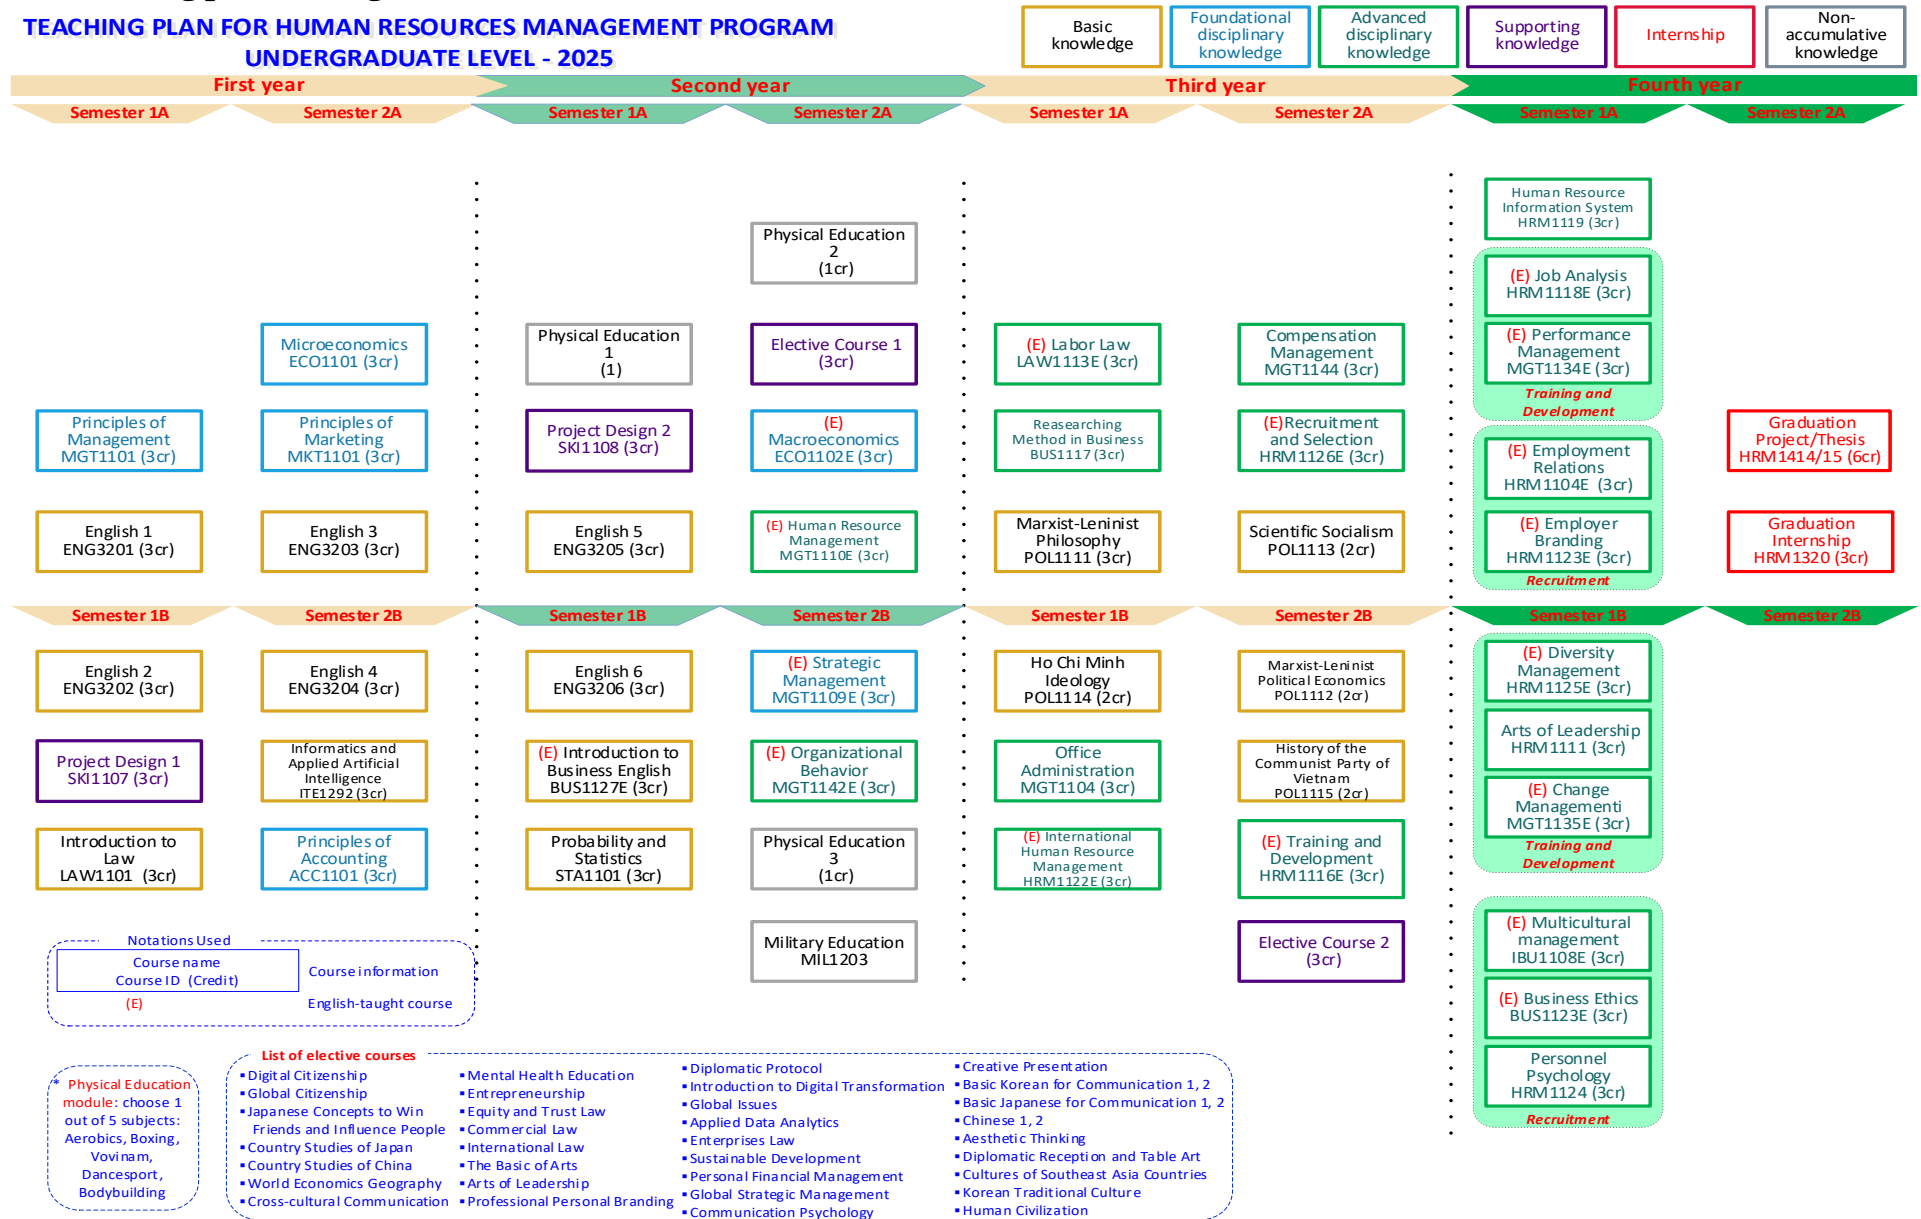 TEACHING PLAN FOR HUMAN RESOURCES MANAGEMENT PROGRAM
UNDERGRADUATE LEVEL - 2025
Basic
knowledge
Foundational
disciplinary
knowledge
Advanced
disciplinary
knowledge
Supporting
knowledge
Internship
Non-
accumulative
knowledge
First year
Second year
Third year
Fourth year
Semester 1A
Semester 2A
Semester 1A
Semester 2A
Semester 1A
Semester 2A
Semester 1A
Semester 2A
Principles of
Management
MGT1101 (3cr)
English 1
ENG3201 (3cr)
Microeconomics
ECO1101 (3cr)
Principles of
Marketing
MKT1101 (3cr)
English 3
ENG3203 (3cr)
Physical Education
1
(1)
Project Design 2
SKI1108 (3cr)
English 5
ENG3205 (3cr)
Physical Education
2
(1cr)
Elective Course 1
(3cr)
(E)
Macroeconomics
ECO1102E (3cr)
(E) Human Resource
Management
MGT1110E (3cr)
(E) Labor Law
LAW1113E (3cr)
Reasearching
Method in Business
BUS1117 (3cr)
Marxist-Leninist
Philosophy
POL1111 (3cr)
Compensation
Management
MGT1144 (3cr)
(E)Recruitment
and Selection
HRM1126E (3cr)
Scientific Socialism
POL1113 (2cr)
Human Resource
Information System
HRM1119 (3cr)
(E) Job Analysis
HRM1118E (3cr)
(E) Performance
Management
MGT1134E (3cr)
Training and
Development
(E) Employment
Relations
HRM1104E (3cr)
(E) Employer
Branding
HRM1123E (3cr)
Recruitment
Graduation
Project/Thesis
HRM1414/15 (6cr)
Graduation
Internship
HRM1320 (3cr)
Semester 1B
Semester 2B
Semester 1B
Semester 2B
Semester 1B
Semester 2B
Semester 1B
Semester 2B
English 2
ENG3202 (3cr)
Project Design 1
SKI1107 (3cr)
Introduction to
Law
LAW1101 (3cr)
English 4
ENG3204 (3cr)
Informatics and
Applied Artificial
Intelligence
ITE1292 (3cr)
Principles of
Accounting
ACC1101 (3cr)
English 6
ENG3206 (3cr)
(E) Introduction to
Business English
BUS1127E (3cr)
Probability and
Statistics
STA1101 (3cr)
(E) Strategic
Management
MGT1109E (3cr)
(E) Organizational
Behavior
MGT1142E (3cr)
Physical Education
3
(1cr)
Military Education
MIL1203
Ho Chi Minh
Ideology
POL1114 (2cr)
Office
Administration
MGT1104 (3cr)
(E) International
Human Resource
Management
HRM1122E (3cr)
Marxist-Leninist
Political Economics
POL1112 (2cr)
History of the
Communist Party of
Vietnam
POL1115 (2cr)
(E) Training and
Development
HRM1116E (3cr)
Elective Course 2
(3cr)
(E) Diversity
Management
HRM1125E (3cr)
Arts of Leadership
HRM1111 (3cr)
(E) Change
Managementi
MGT1135E (3cr)
Training and
Development
(E) Multicultural
management
IBU1108E (3cr)
(E) Business Ethics
BUS1123E (3cr)
Personnel
Psychology
HRM1124 (3cr)
Recruitment
Notations Used
Course name
Course ID (Credit)
Course information
(E)
English-taught course
* Physical Education
module: choose 1
out of 5 subjects:
Aerobics, Boxing,
Vovinam,
Dancesport,
Bodybuilding
List of elective courses
▪ Digital Citizenship
▪ Global Citizenship
▪ Japanese Concepts to Win
Friends and Influence People
▪ Country Studies of Japan
▪ Country Studies of China
▪ World Economics Geography
▪ Cross-cultural Communication
▪ Mental Health Education
▪ Entrepreneurship
▪ Equity and Trust Law
▪ Commercial Law
▪ International Law
▪ The Basic of Arts
▪ Arts of Leadership
▪ Professional Personal Branding
▪ Diplomatic Protocol
▪ Introduction to Digital Transformation
▪ Global Issues
▪ Applied Data Analytics
▪ Enterprises Law
▪ Sustainable Development
▪ Personal Financial Management
▪ Global Strategic Management
▪ Communication Psychology
▪ Creative Presentation
▪ Basic Korean for Communication 1, 2
▪ Basic Japanese for Communication 1, 2
▪ Chinese 1, 2
▪ Aesthetic Thinking
▪ Diplomatic Reception and Table Art
▪ Cultures of Southeast Asia Countries
▪ Korean Traditional Culture
▪ Human Civilization